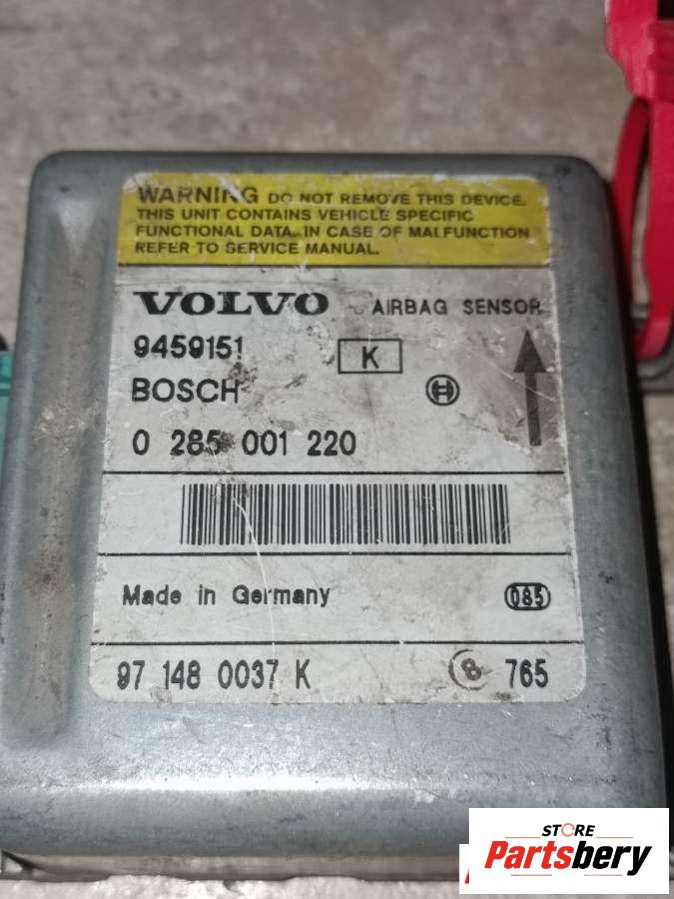 WARNING DO NOT REMOVE THIS DEVICE.
THIS UNIT CONTAINS VEHICLE SPECIFIC
FUNCTIONAL DATA. IN CASE OF MALFUNCTION
REFER TO SERVICE MANUAL.
VOLVO AIRBAG SENSOR
9459151 K
BOSCH
0 285 001 220
Made in Germany 085
97 148 0037 K 8 765
STORE
Partsbery